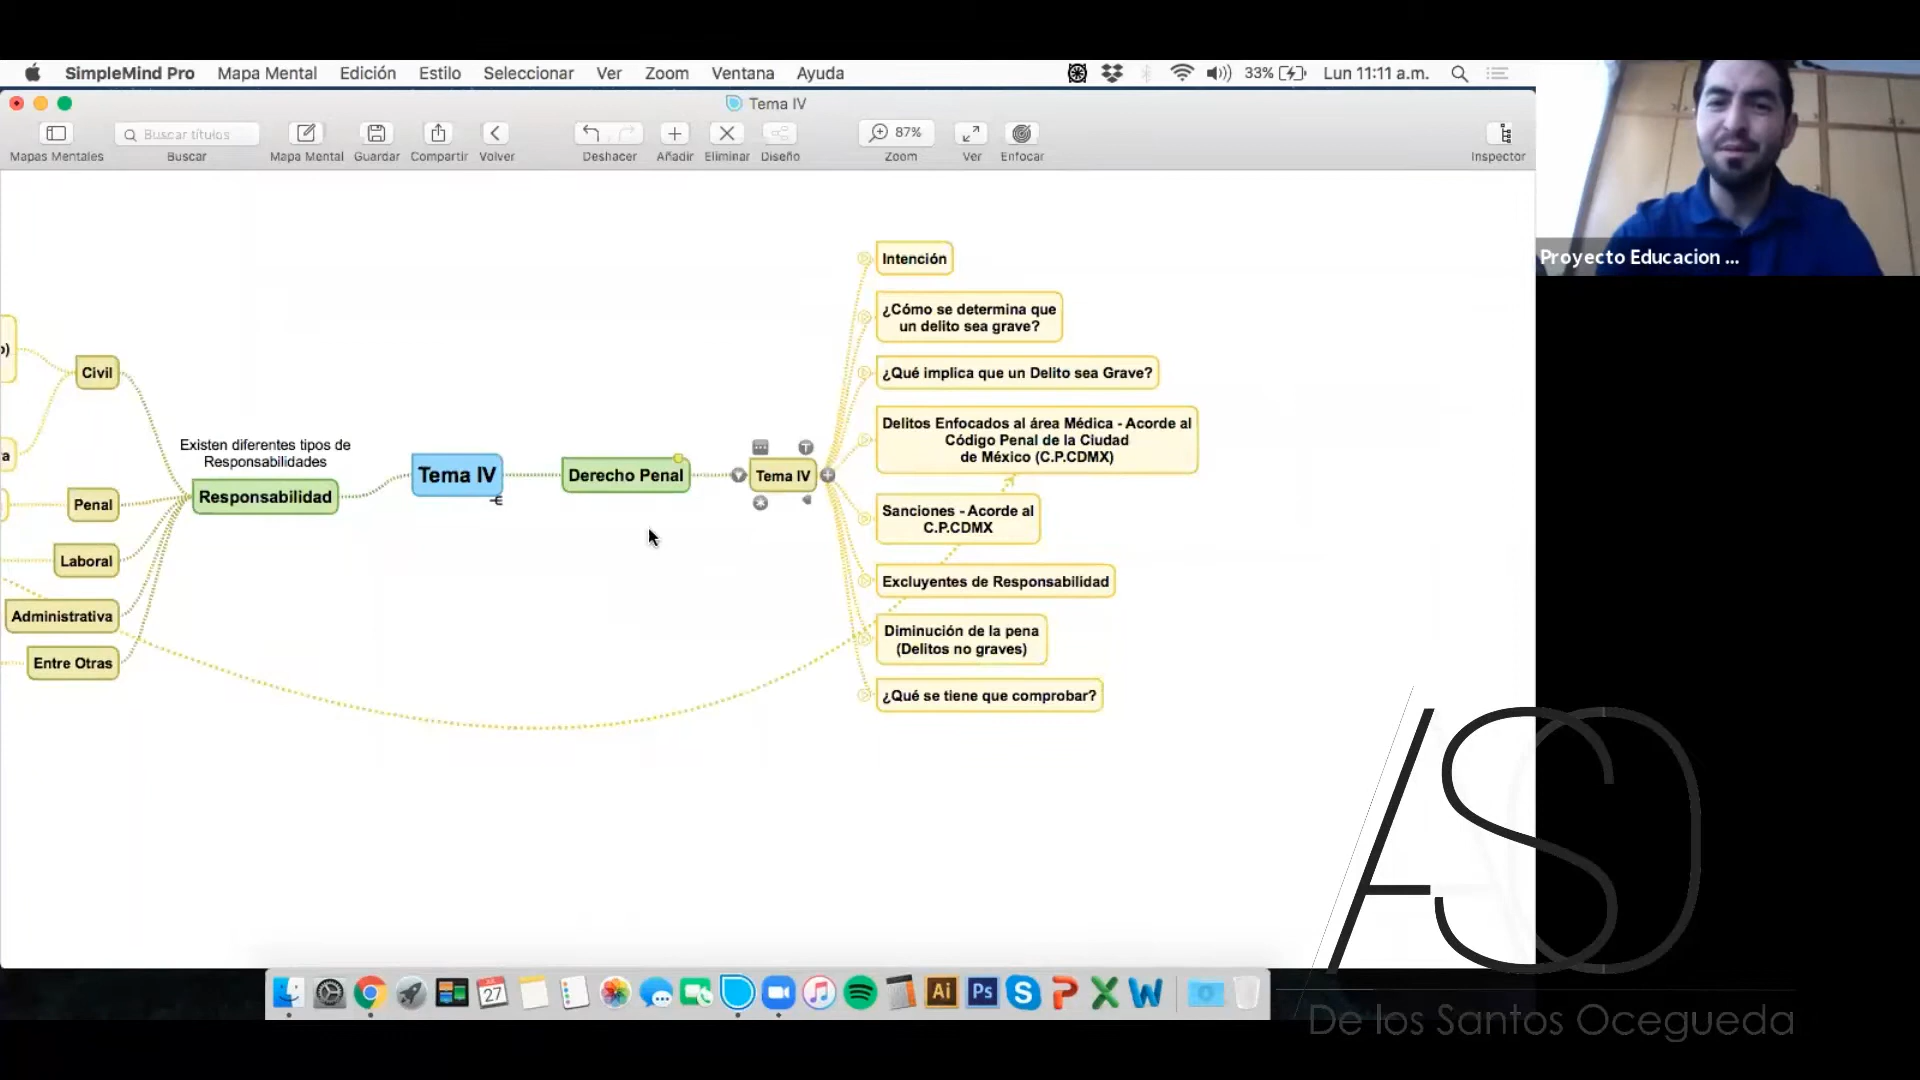 SimpleMind Pro Mapa Mental Edición Estilo Seleccionar Ver Zoom Ventana Ayuda 33% Lun 11:11 a.m.
Tema IV
Buscar títulos
87%
Mapas Mentales Buscar Mapa Mental Guardar Compartir Volver Deshacer Añadir Eliminar Diseño Zoom Ver Enfocar Inspector
Proyecto Educacion ...
Intención
¿Cómo se determina que
un delito sea grave?
¿Qué implica que un Delito sea Grave?
Delitos Enfocados al área Médica - Acorde al
Código Penal de la Ciudad
de México (C.P.CDMX)
Sanciones - Acorde al
C.P.CDMX
Excluyentes de Responsabilidad
Diminución de la pena
(Delitos no graves)
¿Qué se tiene que comprobar?
Tema IV
Derecho Penal
Tema IV
Existen diferentes tipos de
Responsabilidades
Responsabilidad
Civil
Penal
Laboral
Administrativa
Entre Otras
o)
a
JUL
27
Ai
Ps
S
P
X
W
ASO
De los Santos Ocegueda